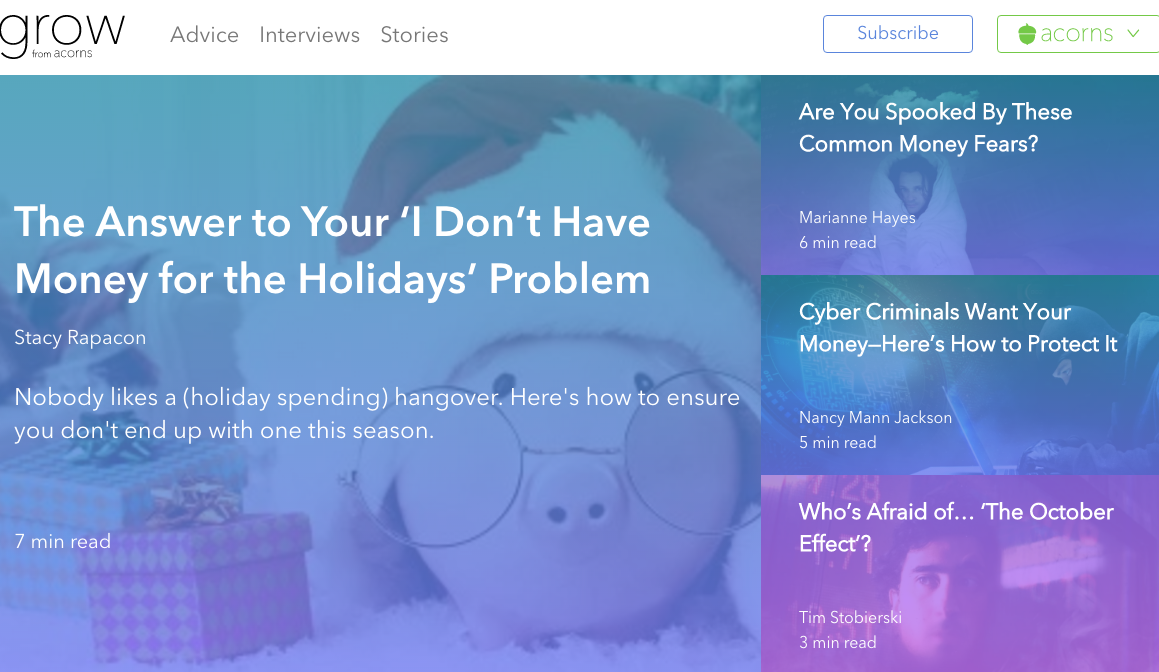 grow
from acorns
Advice Interviews Stories
Subscribe
acorns
The Answer to Your ‘I Don’t Have
Money for the Holidays’ Problem
Stacy Rapacon
Nobody likes a (holiday spending) hangover. Here's how to ensure
you don't end up with one this season.
7 min read
Are You Spooked By These
Common Money Fears?
Marianne Hayes
6 min read
Cyber Criminals Want Your
Money—Here’s How to Protect It
Nancy Mann Jackson
5 min read
Who’s Afraid of… ‘The October
Effect’?
Tim Stobierski
3 min read